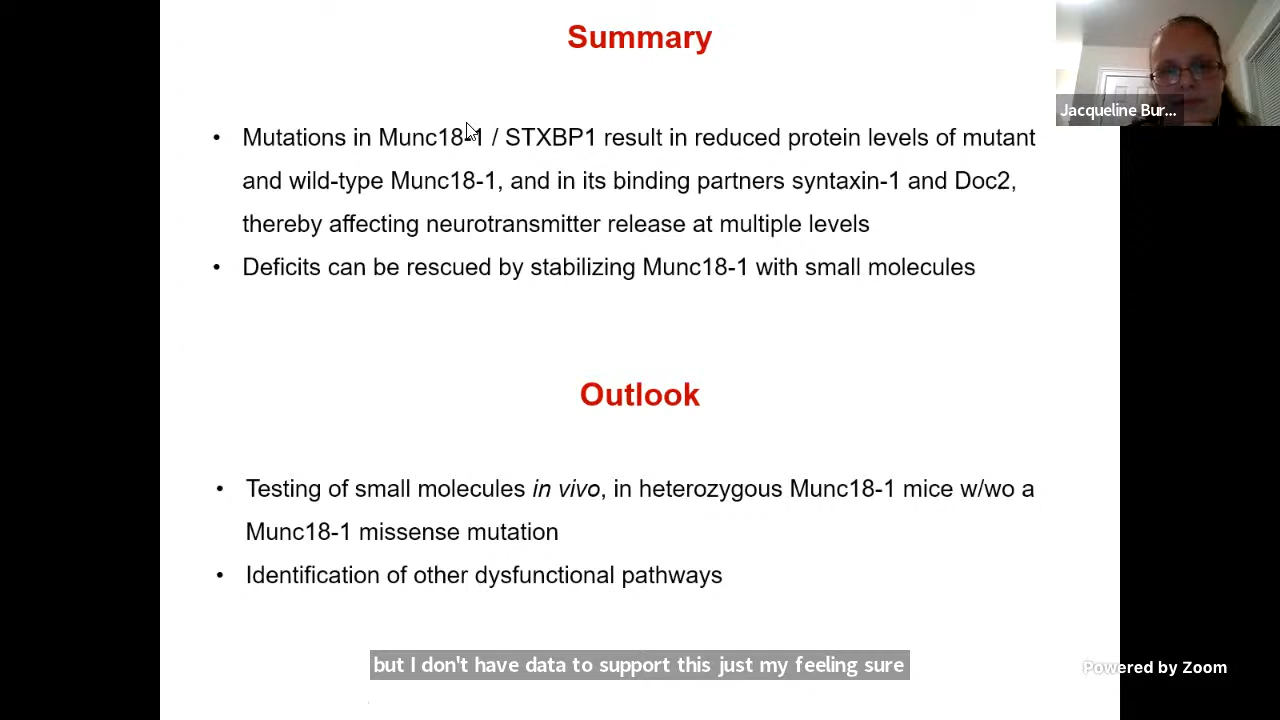 Summary
Jacqueline Bur...
• Mutations in Munc18-1 / STXBP1 result in reduced protein levels of mutant
and wild-type Munc18-1, and in its binding partners syntaxin-1 and Doc2,
thereby affecting neurotransmitter release at multiple levels
• Deficits can be rescued by stabilizing Munc18-1 with small molecules
Outlook
• Testing of small molecules in vivo, in heterozygous Munc18-1 mice w/wo a
Munc18-1 missense mutation
• Identification of other dysfunctional pathways
but I don't have data to support this just my feeling sure
Powered by Zoom